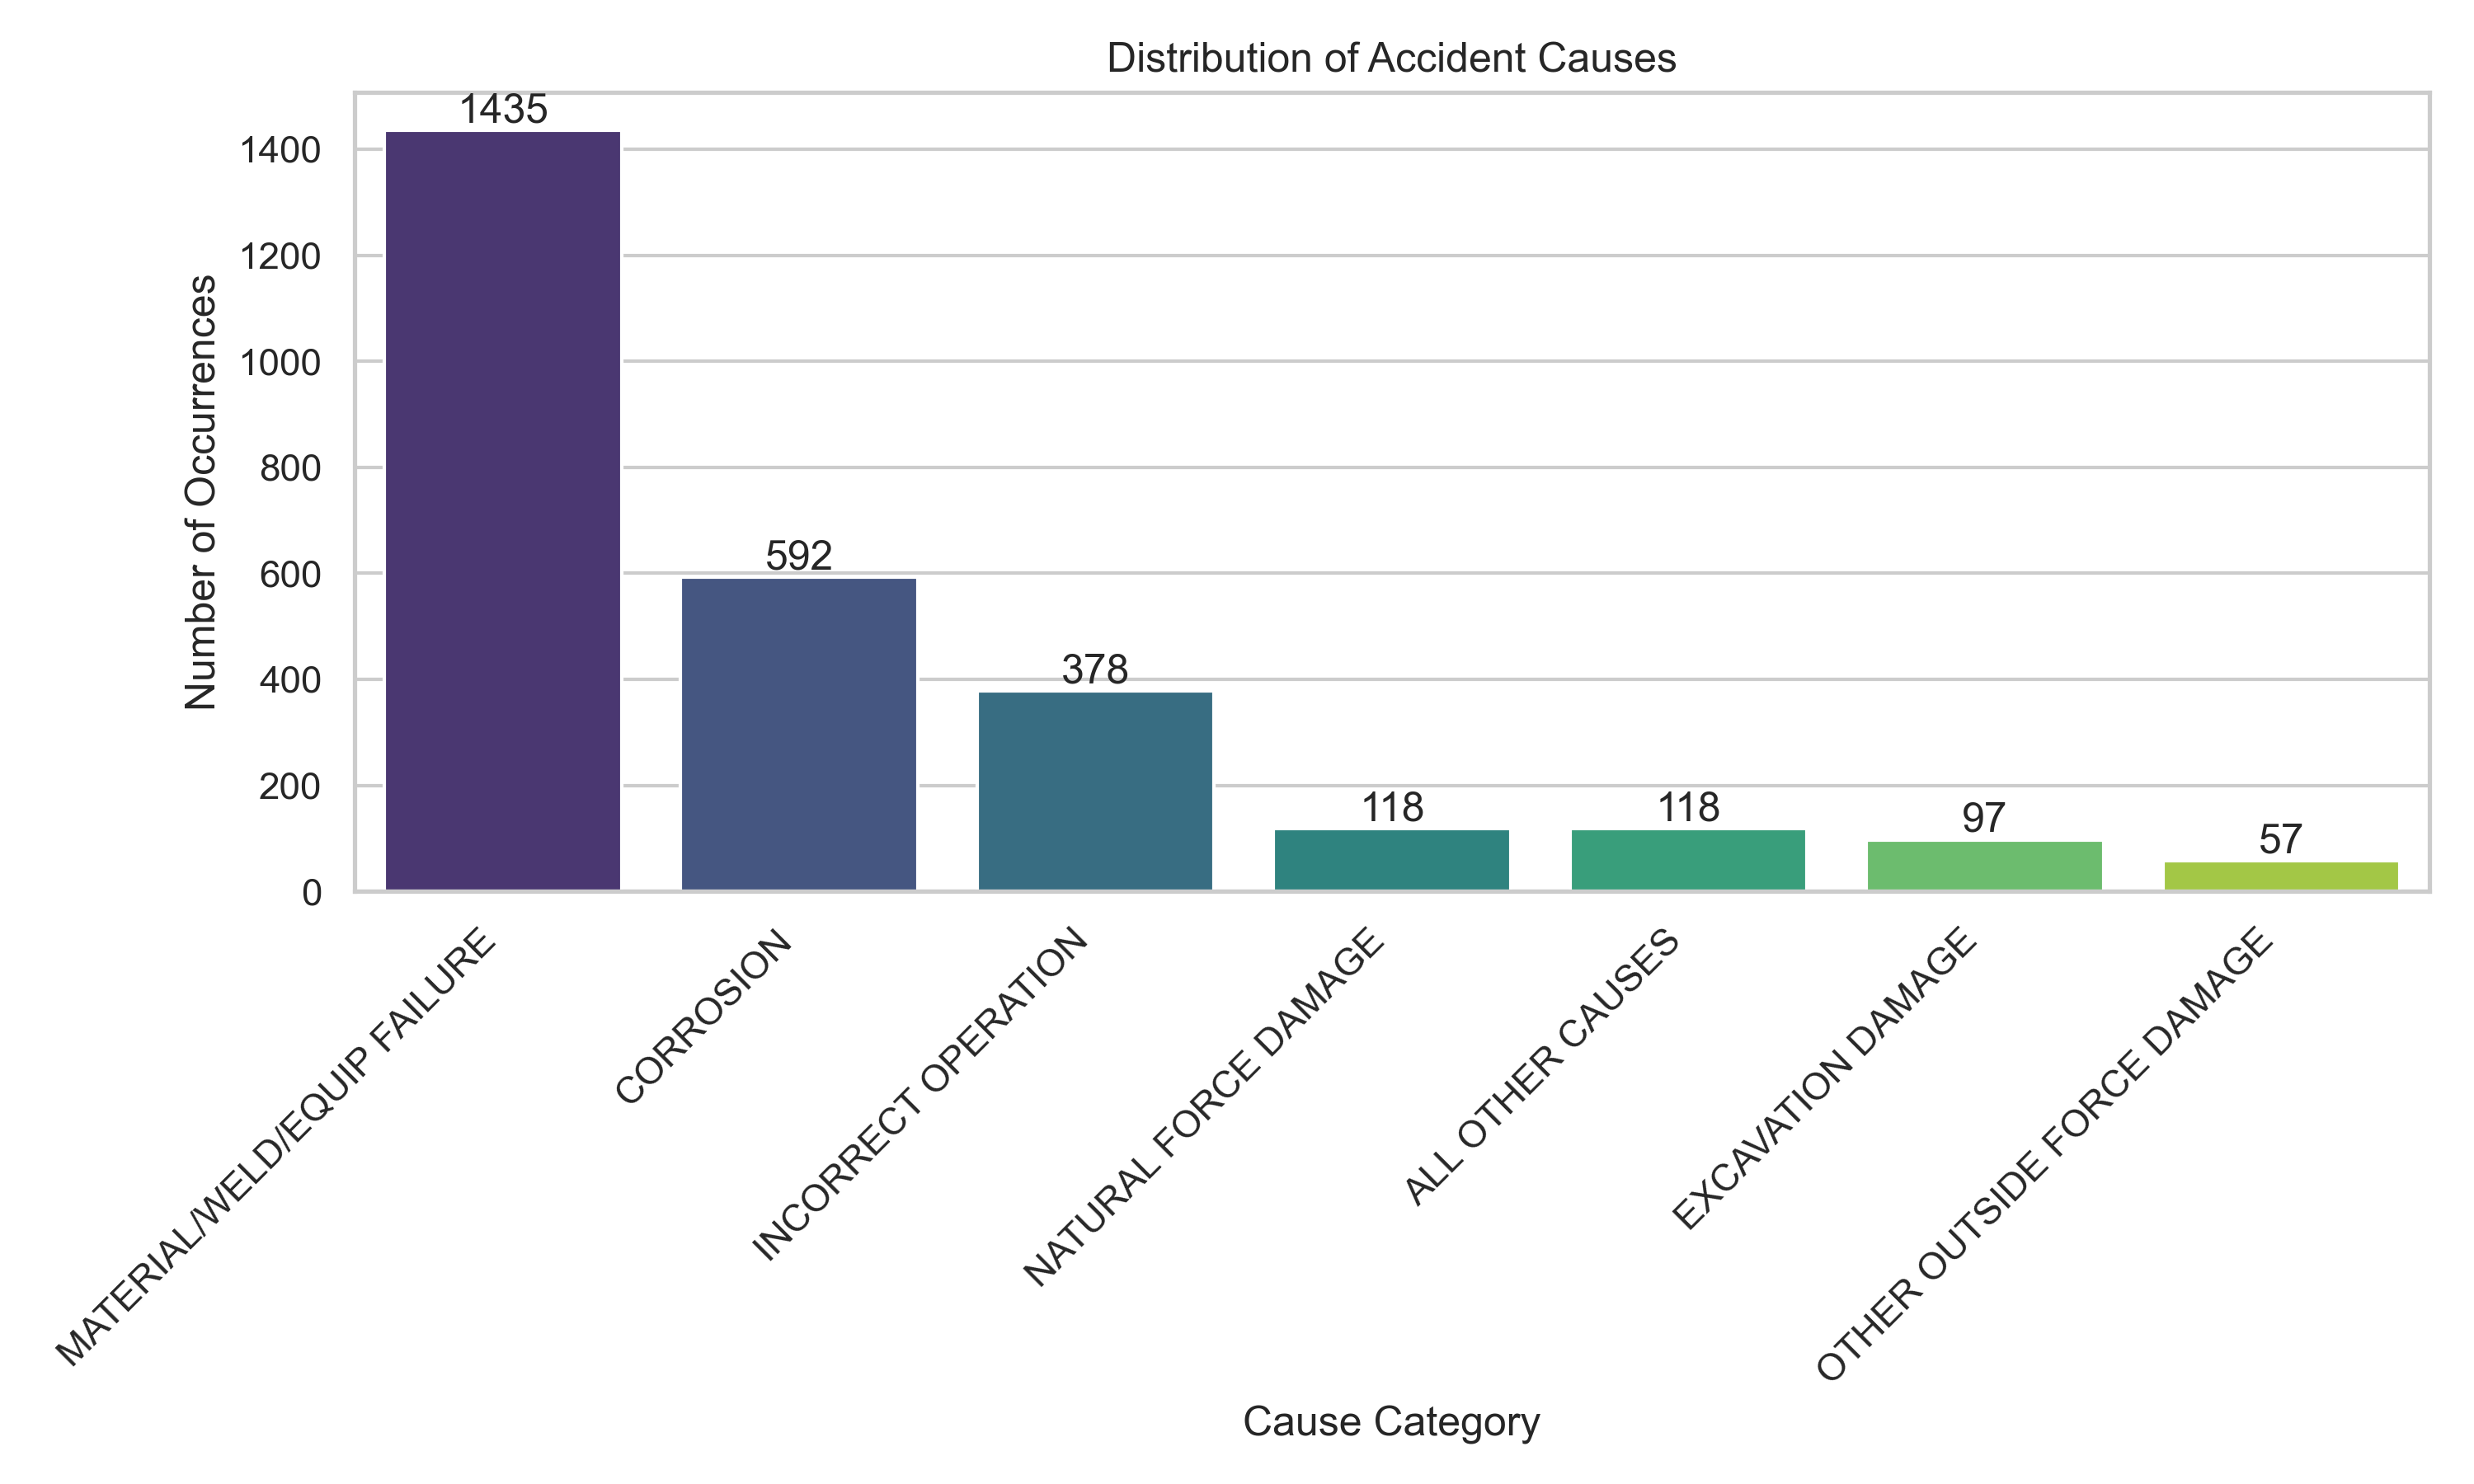 Distribution of Accident Causes
Number of Occurrences
1400
1200
1000
800
600
400
200
0
1435
592
378
118
118
97
57
MATERIAL/WELD/EQUIP FAILURE
CORROSION
INCORRECT OPERATION
NATURAL FORCE DAMAGE
ALL OTHER CAUSES
EXCAVATION DAMAGE
OTHER OUTSIDE FORCE DAMAGE
Cause Category